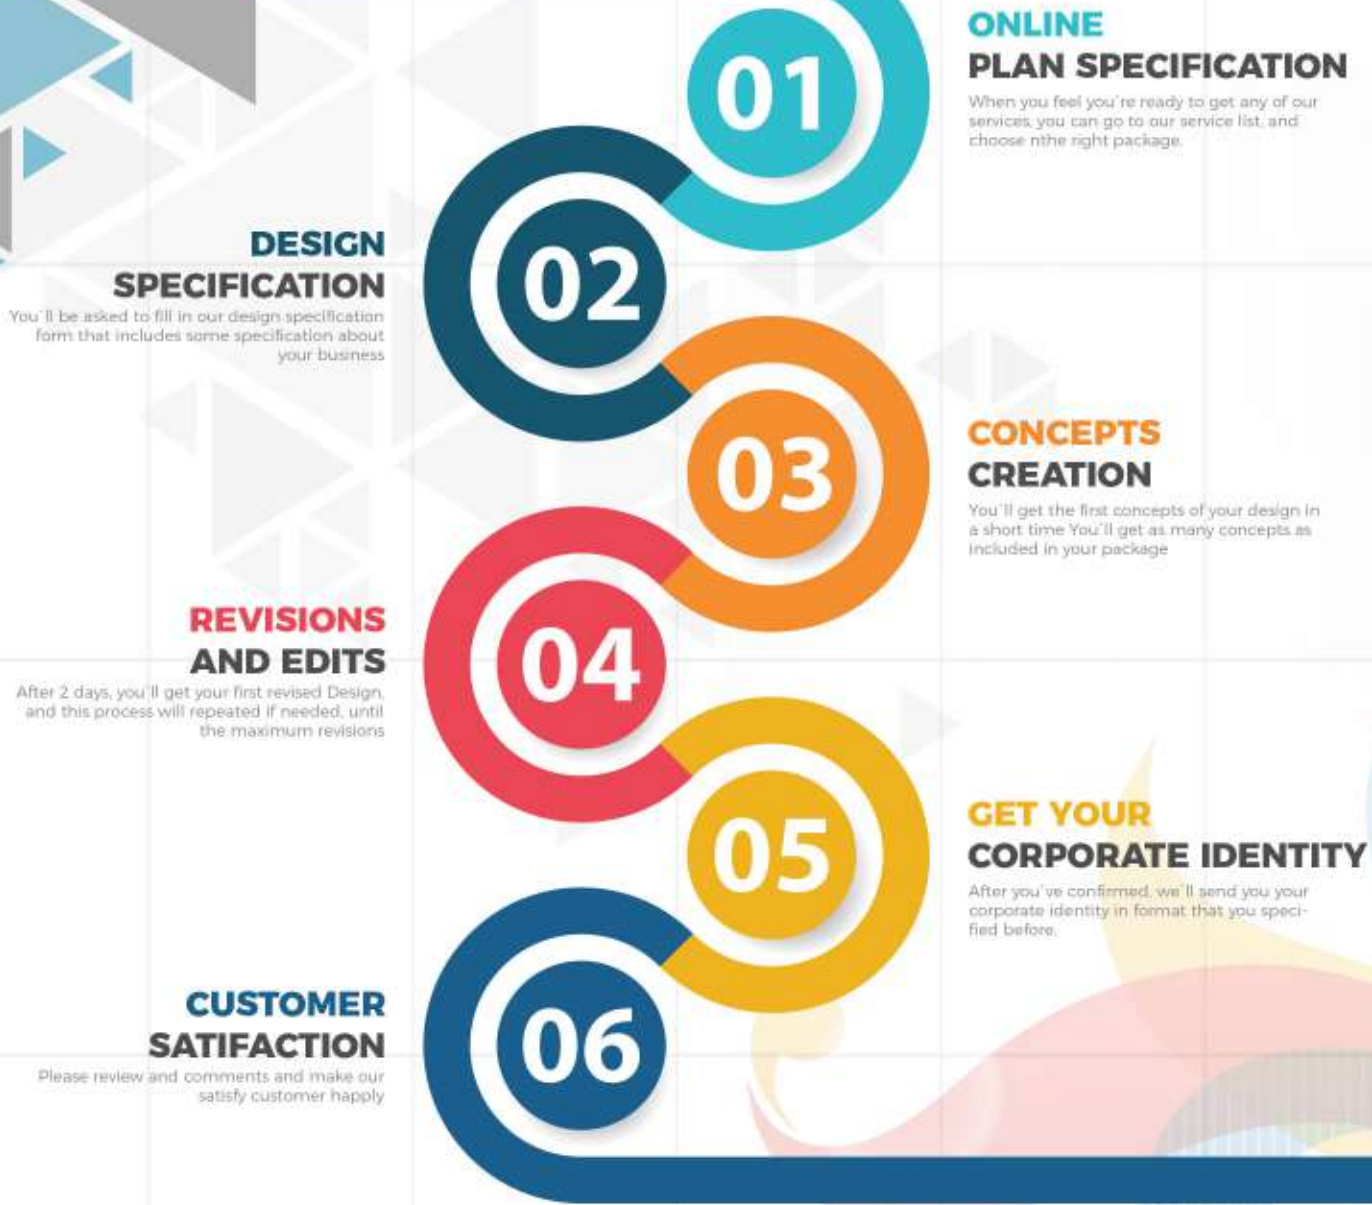 01
ONLINE
PLAN SPECIFICATION
When you feel you´re ready to get any of our
services, you can go to our service list, and
choose nthe right package.
02
DESIGN
SPECIFICATION
You´ll be asked to fill in our design specification
form that includes some specification about
your business
03
CONCEPTS
CREATION
You´ll get the first concepts of your design in
a short time You´ll get as many concepts as
included in your package
04
REVISIONS
AND EDITS
After 2 days, you´ll get your first revised Design,
and this process will repeated if needed, until
the maximum revisions
05
GET YOUR
CORPORATE IDENTITY
After you´ve confirmed, we´ll send you your
corporate identity in format that you speci-
fied before.
06
CUSTOMER
SATIFACTION
Please review and comments and make our
satisfy customer happly